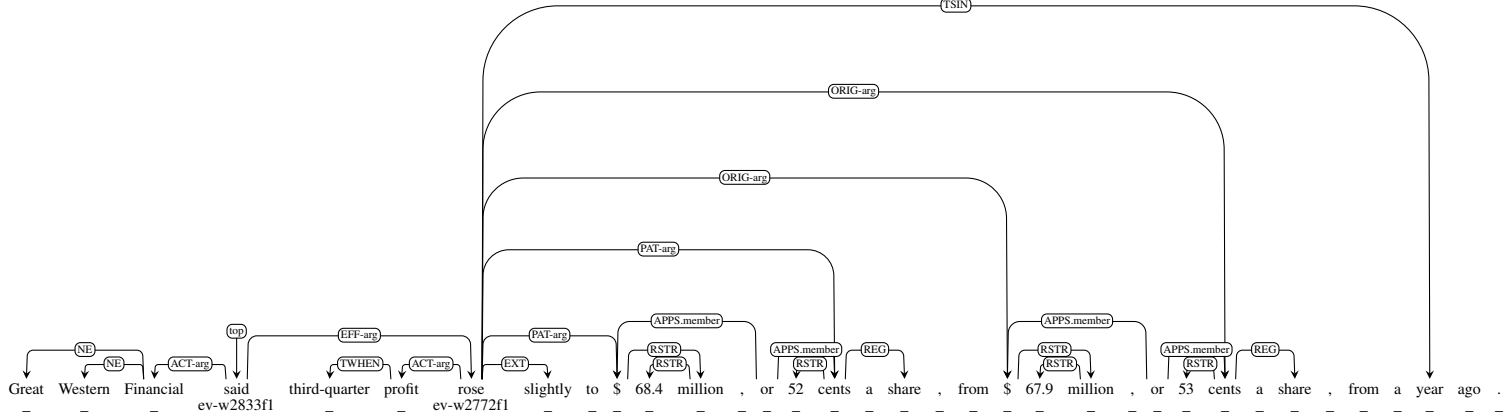 TSIN
ORIG-arg
ORIG-arg
PAT-arg
top EFF-arg PAT-arg APPS.member APPS.member
NE RSTR APPS.member REG RSTR APPS.member REG
NE ACT-arg TWHEN ACT-arg EXT RSTR RSTR RSTR RSTR
Great Western Financial said third-quarter profit rose slightly to $ 68.4 million , or 52 cents a share , from $ 67.9 million , or 53 cents a share , from a year ago .
_ _ _ ev-w2833f1 _ _ ev-w2772f1 _ _ _ _ _ _ _ _ _ _ _ _ _ _ _ _ _ _ _ _ _ _ _ _ _ _ _ _